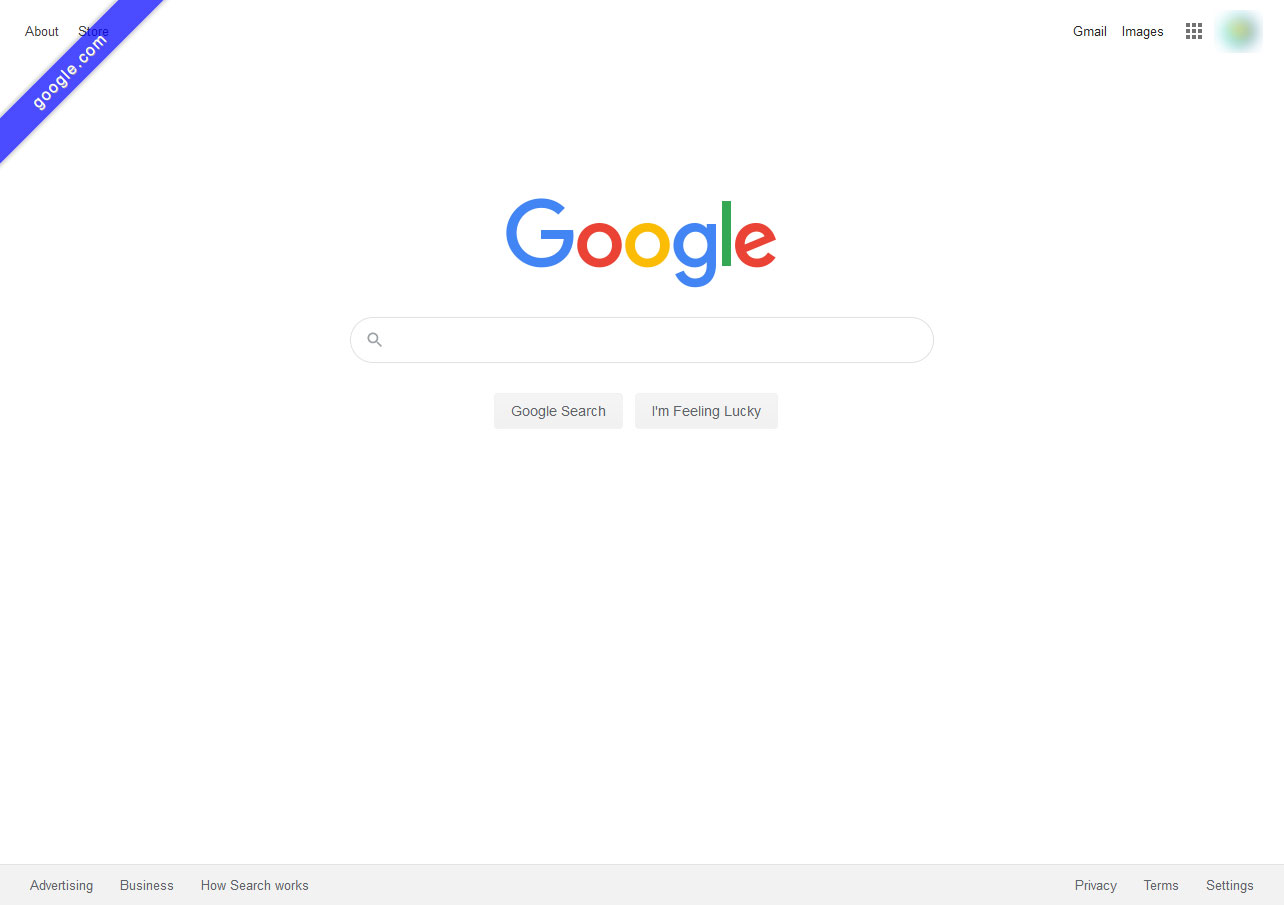 About Store
Gmail Images
google.com
Google
Google Search I'm Feeling Lucky
Advertising Business How Search works
Privacy Terms Settings